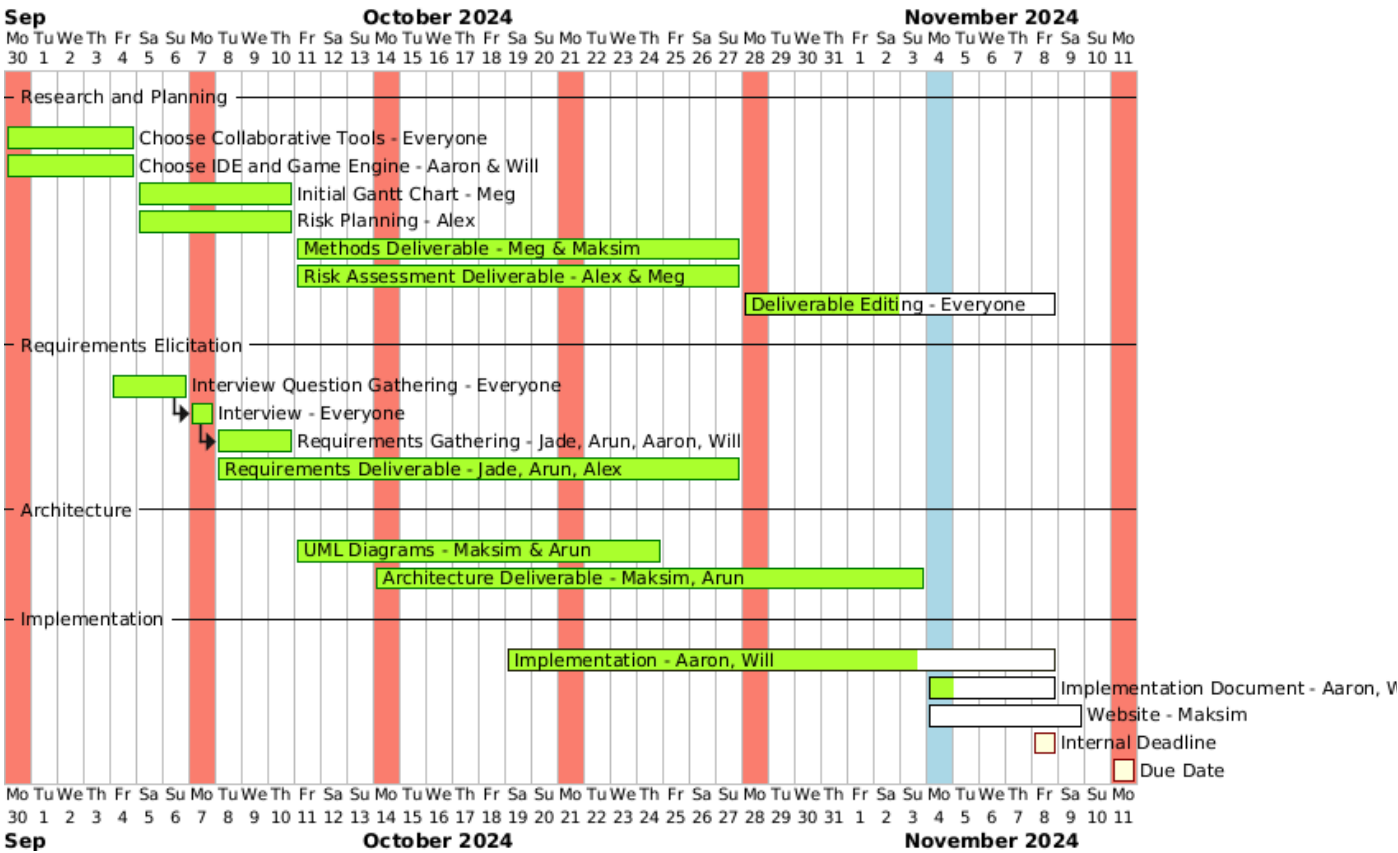 Sep October 2024 November 2024
Mo Tu We Th Fr Sa Su Mo Tu We Th Fr Sa Su Mo Tu We Th Fr Sa Su Mo Tu We Th Fr Sa Su Mo Tu We Th Fr Sa Su Mo Tu We Th Fr Sa Su Mo
30 1 2 3 4 5 6 7 8 9 10 11 12 13 14 15 16 17 18 19 20 21 22 23 24 25 26 27 28 29 30 31 1 2 3 4 5 6 7 8 9 10 11
Research and Planning
Choose Collaborative Tools - Everyone
Choose IDE and Game Engine - Aaron & Will
Initial Gantt Chart - Meg
Risk Planning - Alex
Methods Deliverable - Meg & Maksim
Risk Assessment Deliverable - Alex & Meg
Deliverable Editing - Everyone
Requirements Elicitation
Interview Question Gathering - Everyone
Interview - Everyone
Requirements Gathering - Jade, Arun, Aaron, Will
Requirements Deliverable - Jade, Arun, Alex
Architecture
UML Diagrams - Maksim & Arun
Architecture Deliverable - Maksim, Arun
Implementation
Implementation - Aaron, Will
Implementation Document - Aaron,
Website - Maksim
Internal Deadline
Due Date
Mo Tu We Th Fr Sa Su Mo Tu We Th Fr Sa Su Mo Tu We Th Fr Sa Su Mo Tu We Th Fr Sa Su Mo Tu We Th Fr Sa Su Mo Tu We Th Fr Sa Su Mo
30 1 2 3 4 5 6 7 8 9 10 11 12 13 14 15 16 17 18 19 20 21 22 23 24 25 26 27 28 29 30 31 1 2 3 4 5 6 7 8 9 10 11
Sep October 2024 November 2024